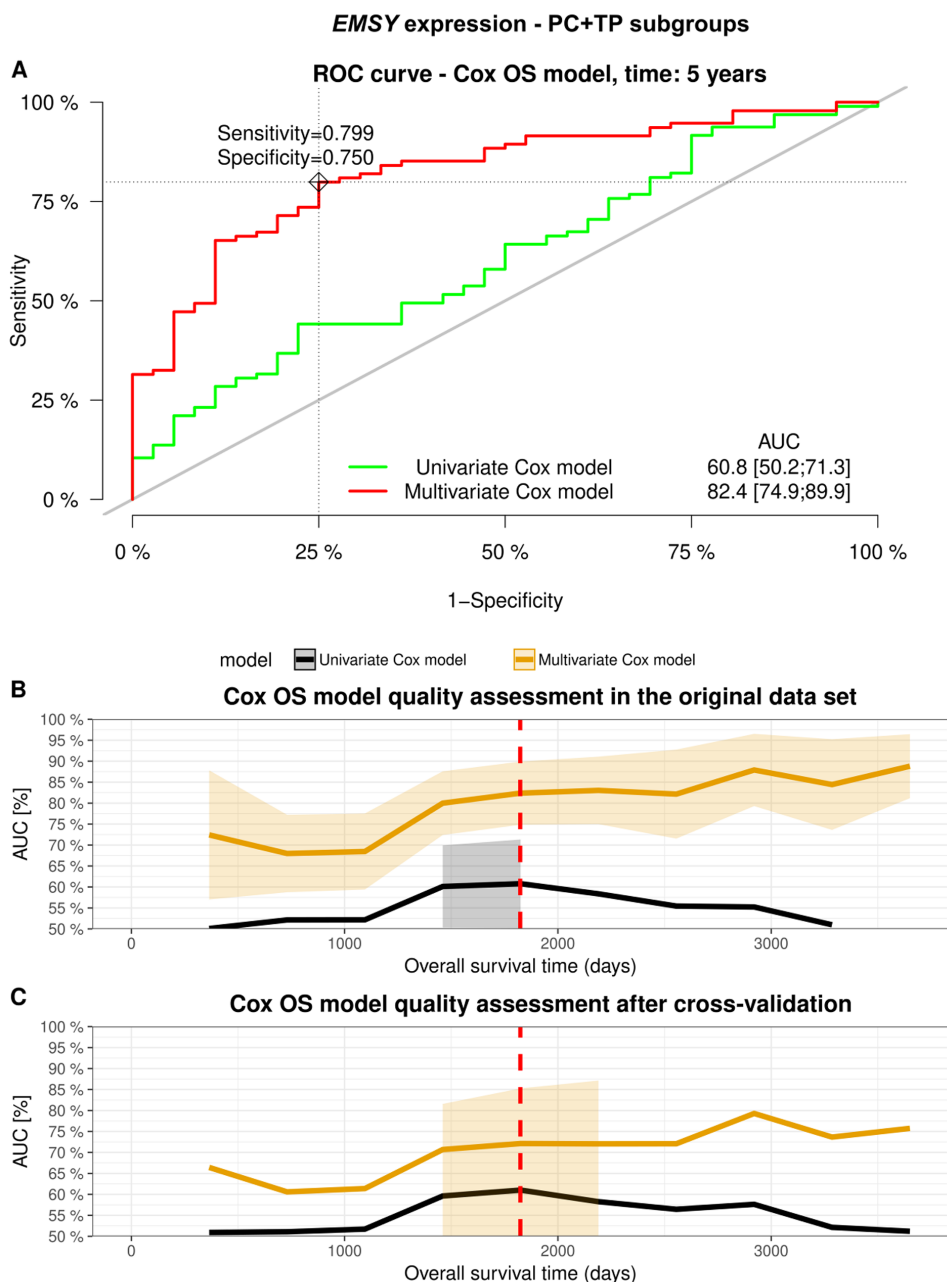 EMSY expression - PC+TP subgroups
A
ROC curve - Cox OS model, time: 5 years
100 %
75 %
50 %
25 %
0 %
Sensitivity
Sensitivity=0.799
Specificity=0.750
AUC
Univariate Cox model 60.8 [50.2;71.3]
Multivariate Cox model 82.4 [74.9;89.9]
0 % 25 % 50 % 75 % 100 %
1−Specificity
model Univariate Cox model Multivariate Cox model
B
Cox OS model quality assessment in the original data set
100 %
95 %
90 %
85 %
80 %
75 %
70 %
65 %
60 %
55 %
50 %
AUC [%]
0 1000 2000 3000
Overall survival time (days)
C
Cox OS model quality assessment after cross-validation
100 %
95 %
90 %
85 %
80 %
75 %
70 %
65 %
60 %
55 %
50 %
AUC [%]
0 1000 2000 3000
Overall survival time (days)